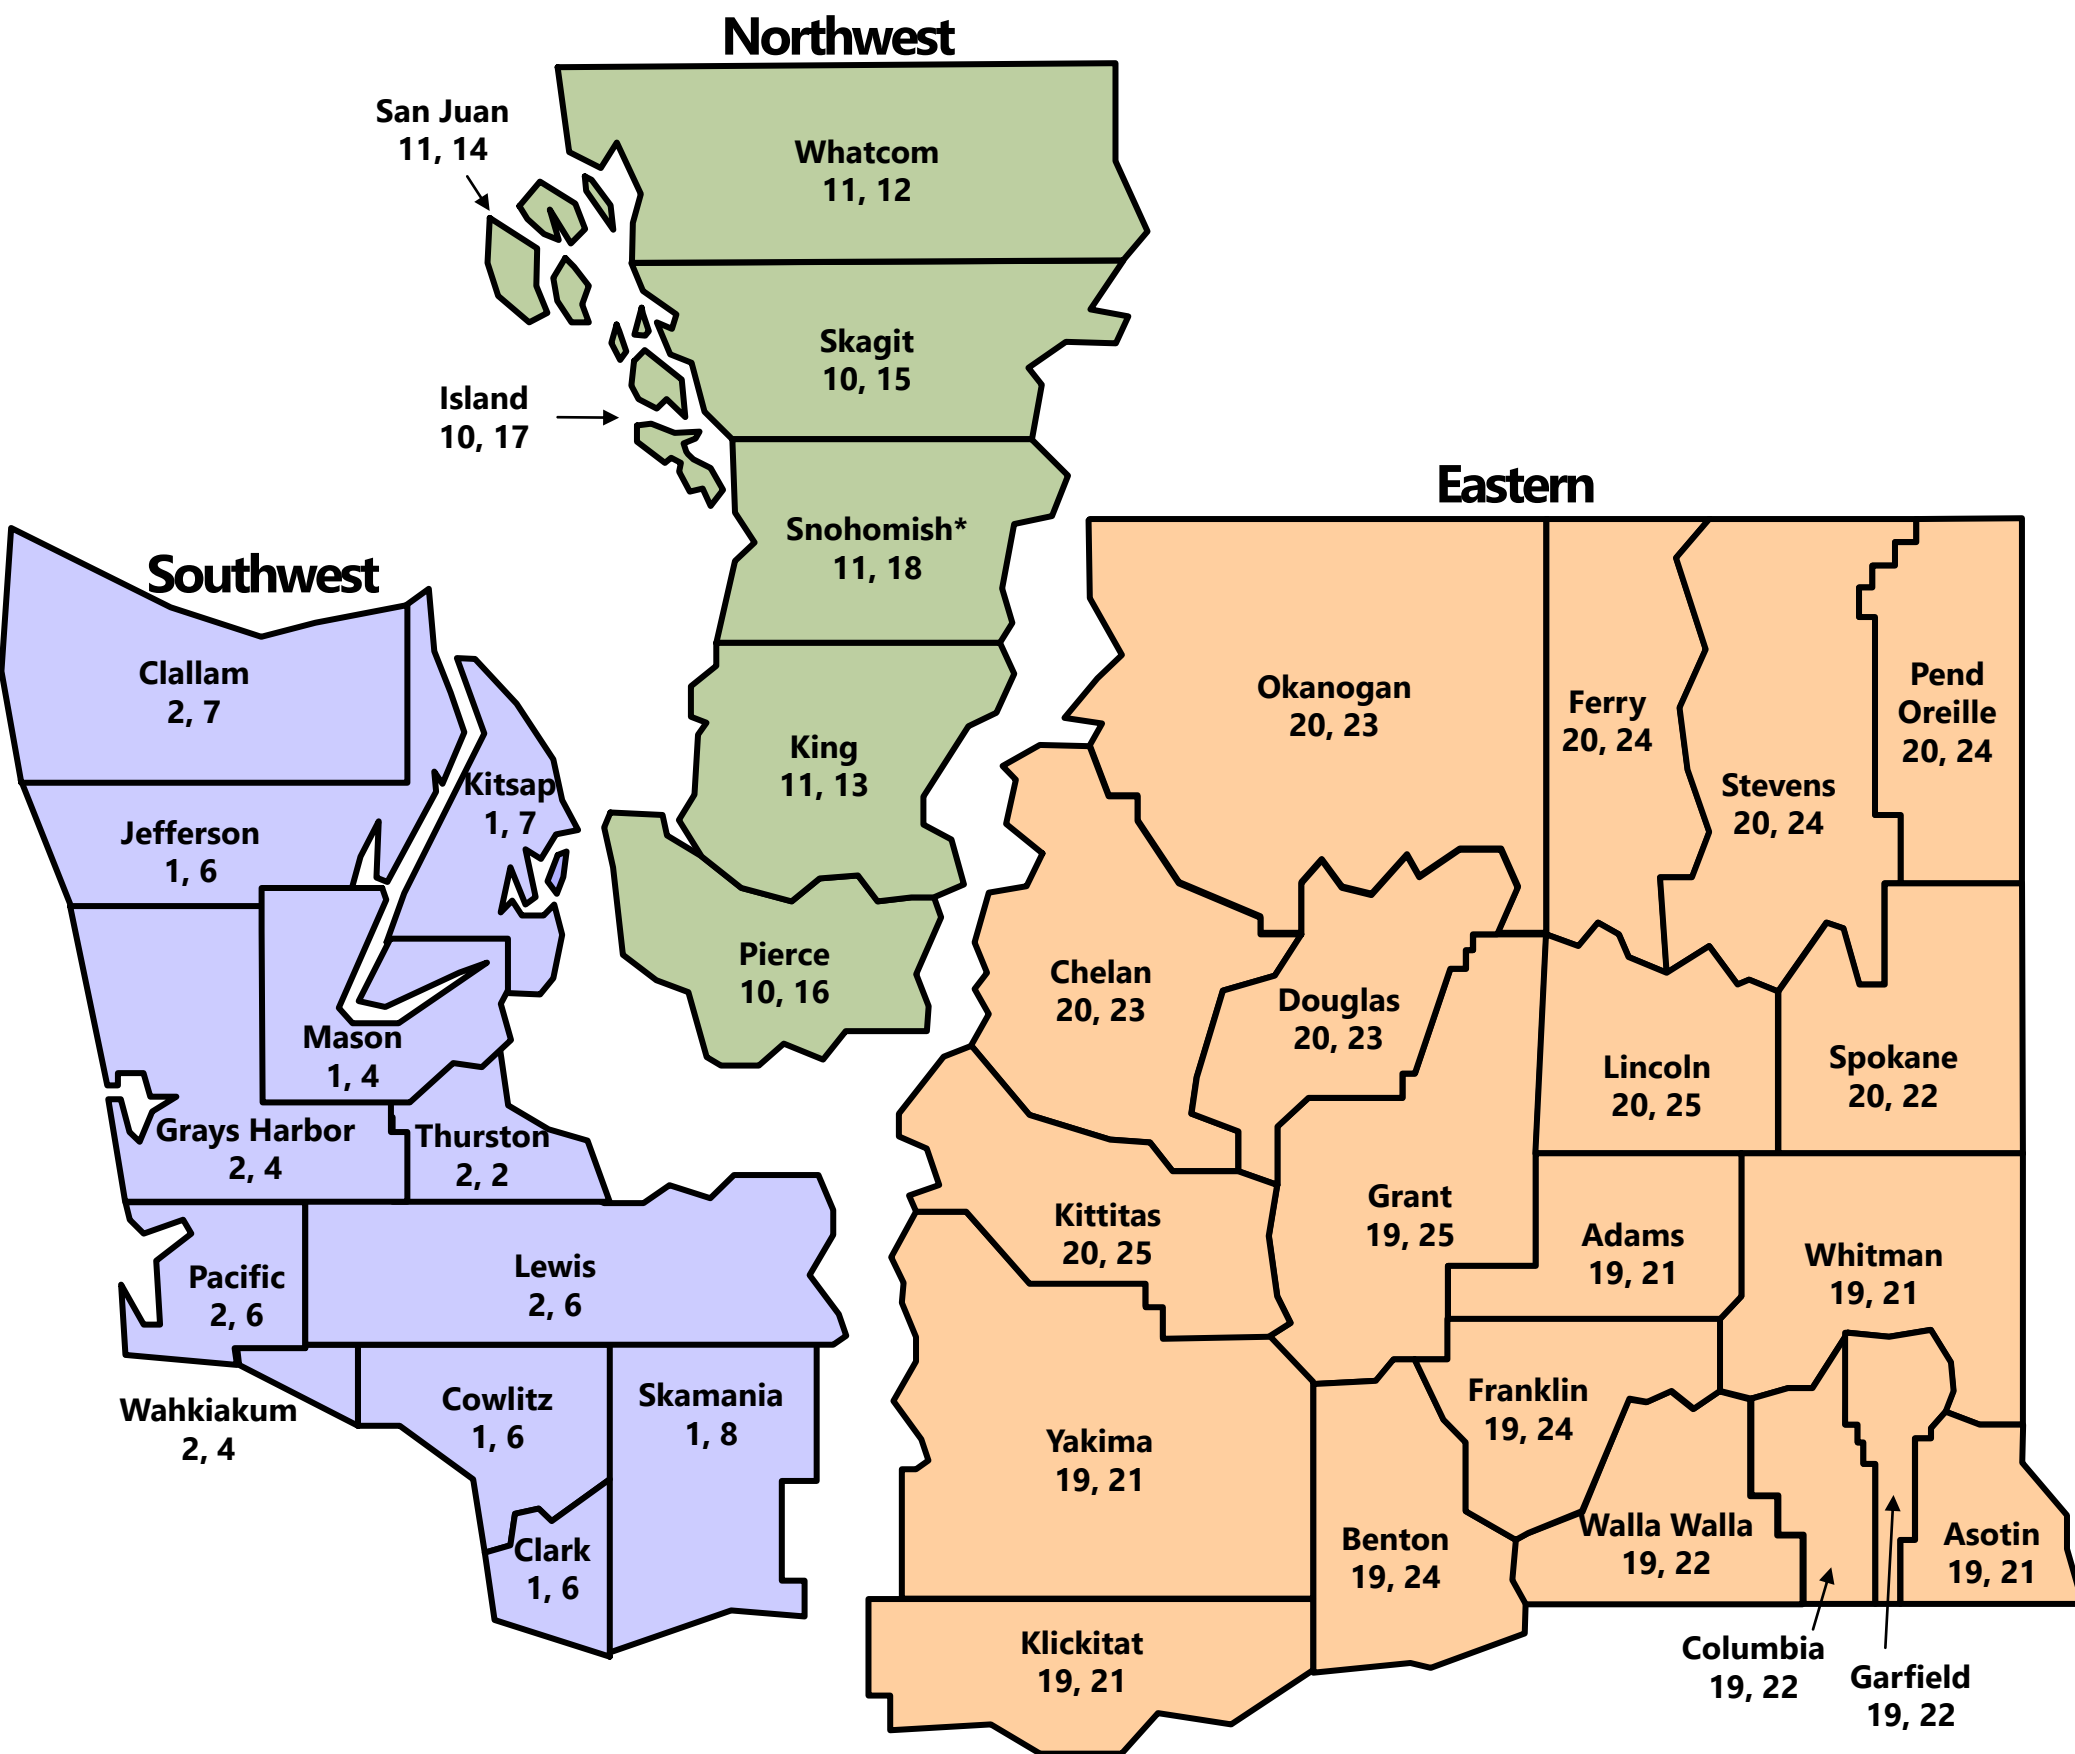 Northwest
San Juan
11, 14
Whatcom
11, 12
Skagit
10, 15
Island
10, 17
Snohomish*
11, 18
King
11, 13
Pierce
10, 16
Southwest
Clallam
2, 7
Kitsap
1, 7
Jefferson
1, 6
Mason
1, 4
Grays Harbor
2, 4
Thurston
2, 2
Pacific
2, 6
Lewis
2, 6
Wahkiakum
2, 4
Cowlitz
1, 6
Skamania
1, 8
Clark
1, 6
Eastern
Okanogan
20, 23
Ferry
20, 24
Stevens
20, 24
Pend
Oreille
20, 24
Chelan
20, 23
Douglas
20, 23
Lincoln
20, 25
Spokane
20, 22
Kittitas
20, 25
Grant
19, 25
Adams
19, 21
Whitman
19, 21
Yakima
19, 21
Franklin
19, 24
Benton
19, 24
Walla Walla
19, 22
Asotin
19, 21
Klickitat
19, 21
Columbia
19, 22
Garfield
19, 22